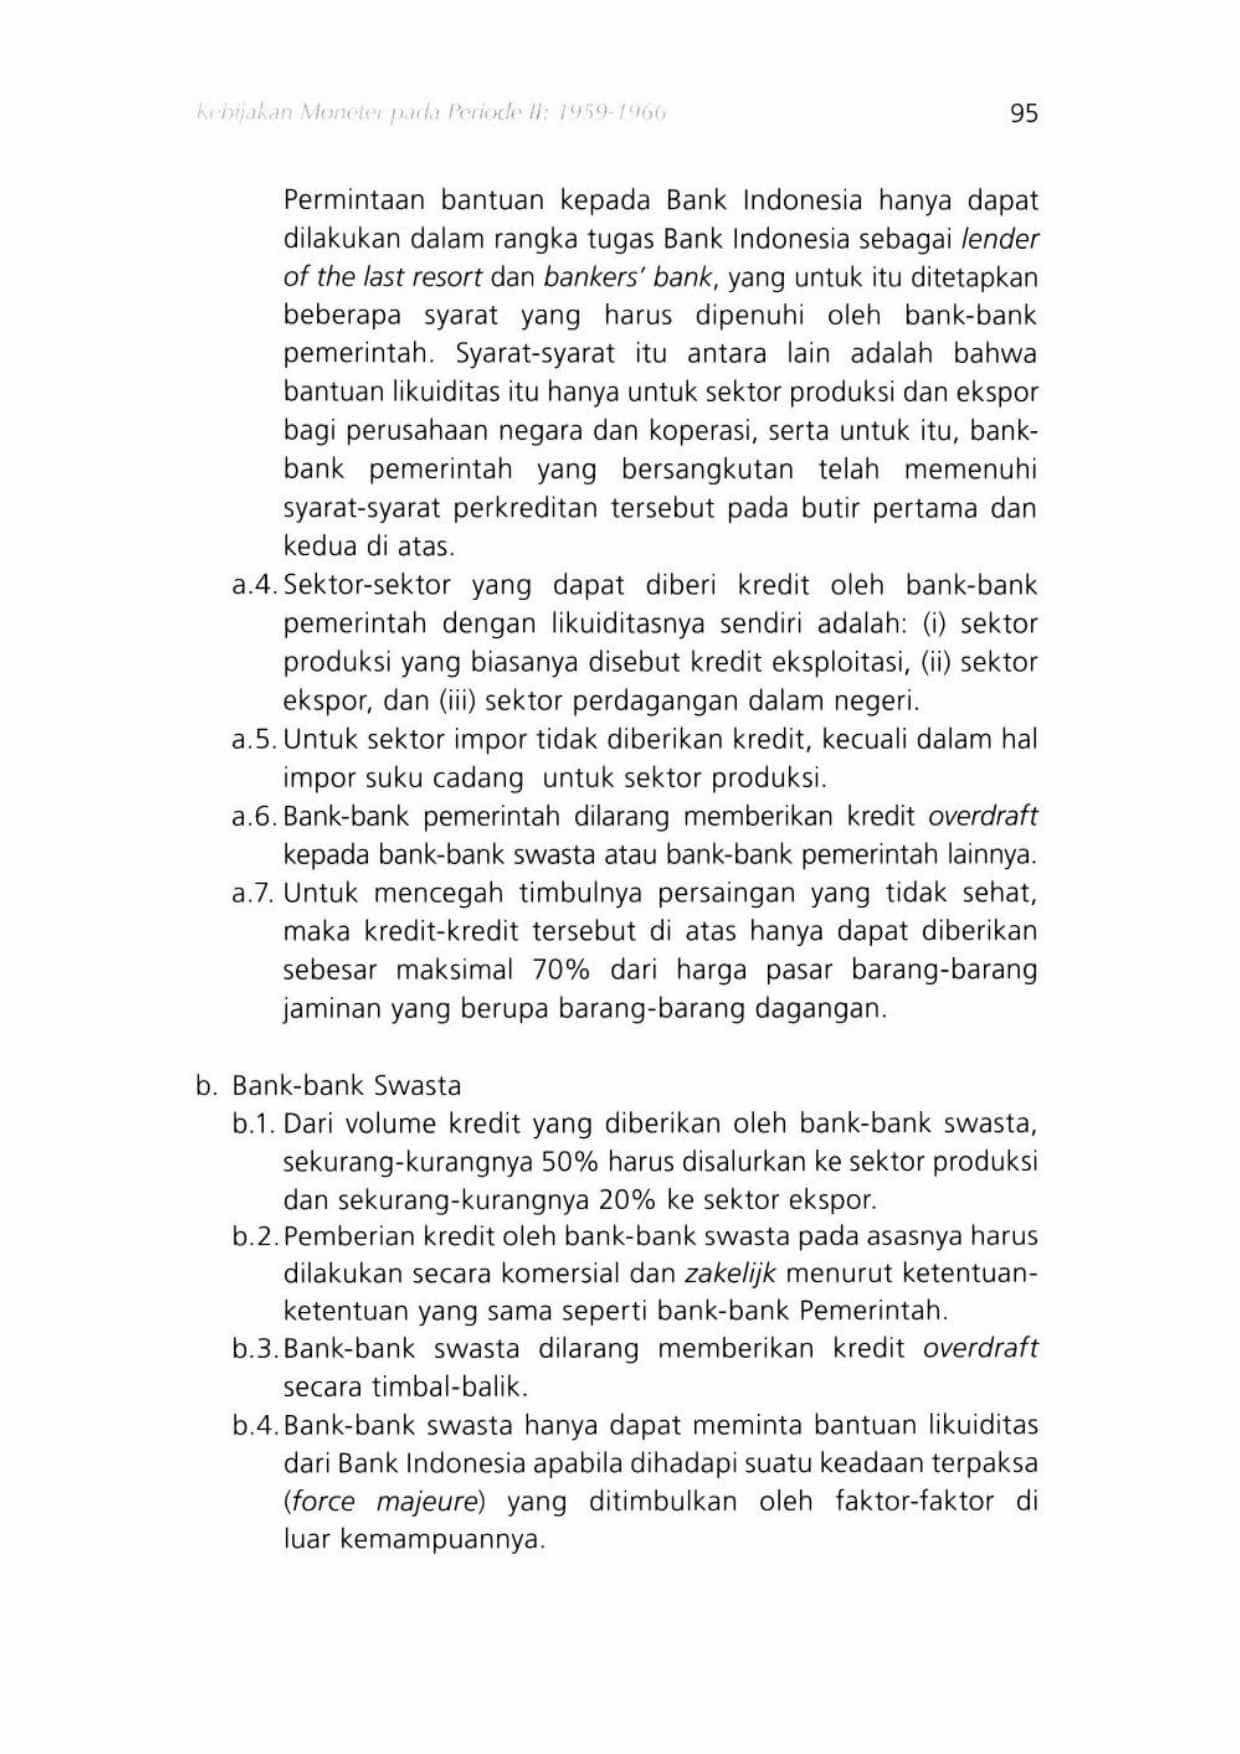 Kebijakan Moneter pada Periode II: 1959-1966 95
Permintaan bantuan kepada Bank Indonesia hanya dapat
dilakukan dalam rangka tugas Bank Indonesia sebagai lender
of the last resort dan bankers' bank, yang untuk itu ditetapkan
beberapa syarat yang harus dipenuhi oleh bank-bank
pemerintah. Syarat-syarat itu antara lain adalah bahwa
bantuan likuiditas itu hanya untuk sektor produksi dan ekspor
bagi perusahaan negara dan koperasi, serta untuk itu, bank-
bank pemerintah yang bersangkutan telah memenuhi
syarat-syarat perkreditan tersebut pada butir pertama dan
kedua di atas.
a.4. Sektor-sektor yang dapat diberi kredit oleh bank-bank
pemerintah dengan likuiditasnya sendiri adalah: (i) sektor
produksi yang biasanya disebut kredit eksploitasi, (ii) sektor
ekspor, dan (iii) sektor perdagangan dalam negeri.
a.5. Untuk sektor impor tidak diberikan kredit, kecuali dalam hal
impor suku cadang untuk sektor produksi.
a.6. Bank-bank pemerintah dilarang memberikan kredit overdraft
kepada bank-bank swasta atau bank-bank pemerintah lainnya.
a.7. Untuk mencegah timbulnya persaingan yang tidak sehat,
maka kredit-kredit tersebut di atas hanya dapat diberikan
sebesar maksimal 70% dari harga pasar barang-barang
jaminan yang berupa barang-barang dagangan.
b. Bank-bank Swasta
b.1. Dari volume kredit yang diberikan oleh bank-bank swasta,
sekurang-kurangnya 50% harus disalurkan ke sektor produksi
dan sekurang-kurangnya 20% ke sektor ekspor.
b.2. Pemberian kredit oleh bank-bank swasta pada asasnya harus
dilakukan secara komersial dan zakelijk menurut ketentuan-
ketentuan yang sama seperti bank-bank Pemerintah.
b.3. Bank-bank swasta dilarang memberikan kredit overdraft
secara timbal-balik.
b.4. Bank-bank swasta hanya dapat meminta bantuan likuiditas
dari Bank Indonesia apabila dihadapi suatu keadaan terpaksa
(force majeure) yang ditimbulkan oleh faktor-faktor di
luar kemampuannya.